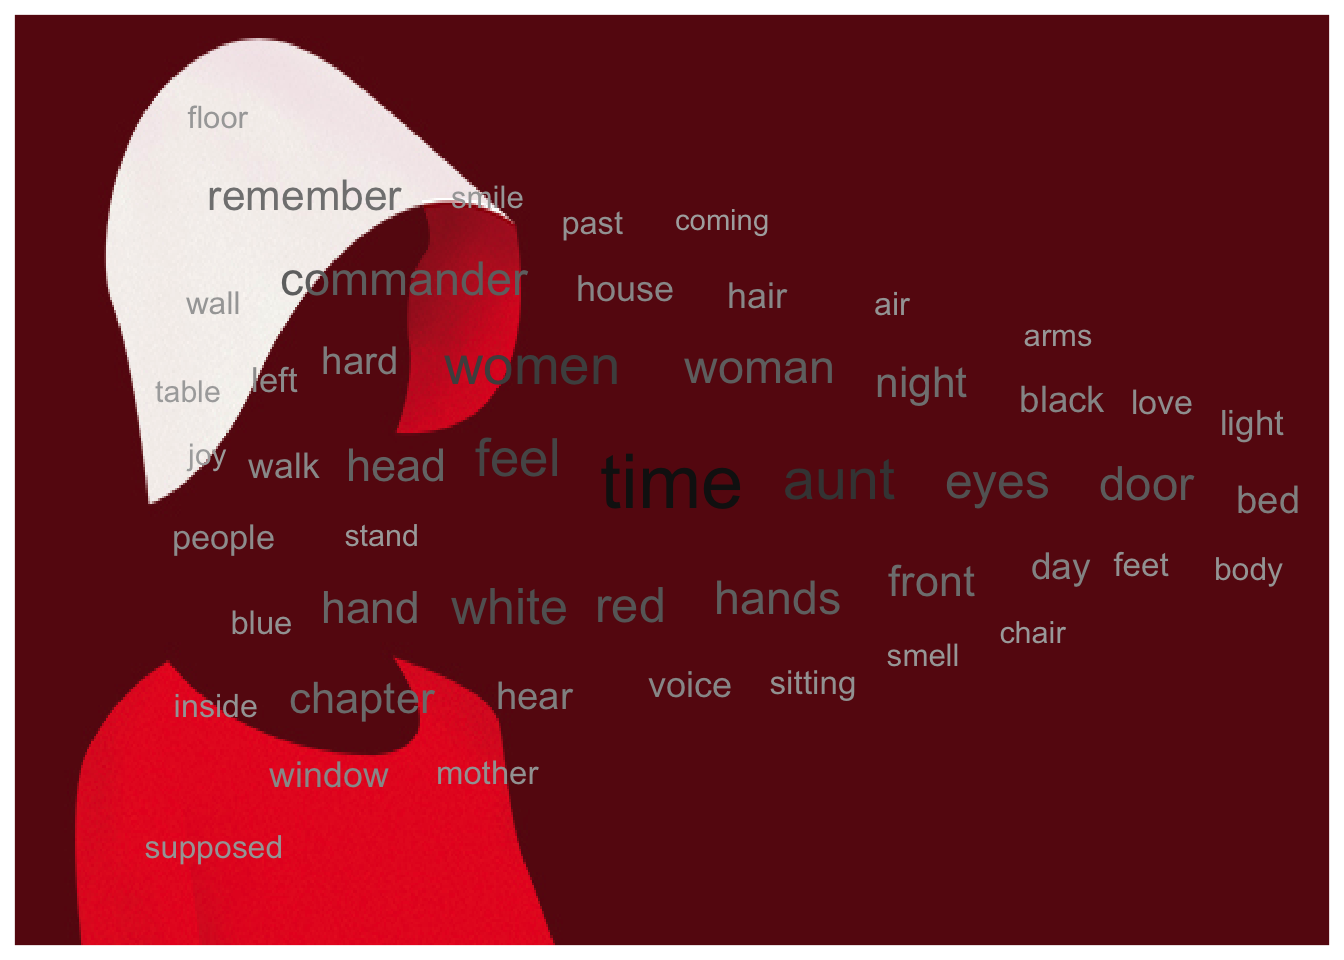 floor
remember smile
past coming
commander house hair air
wall
arms
hard women woman night
table left black love light
joy walk head feel time aunt eyes door bed
people stand day feet body
blue hand white red hands front
chair
smell
inside chapter hear voice sitting
window mother
supposed